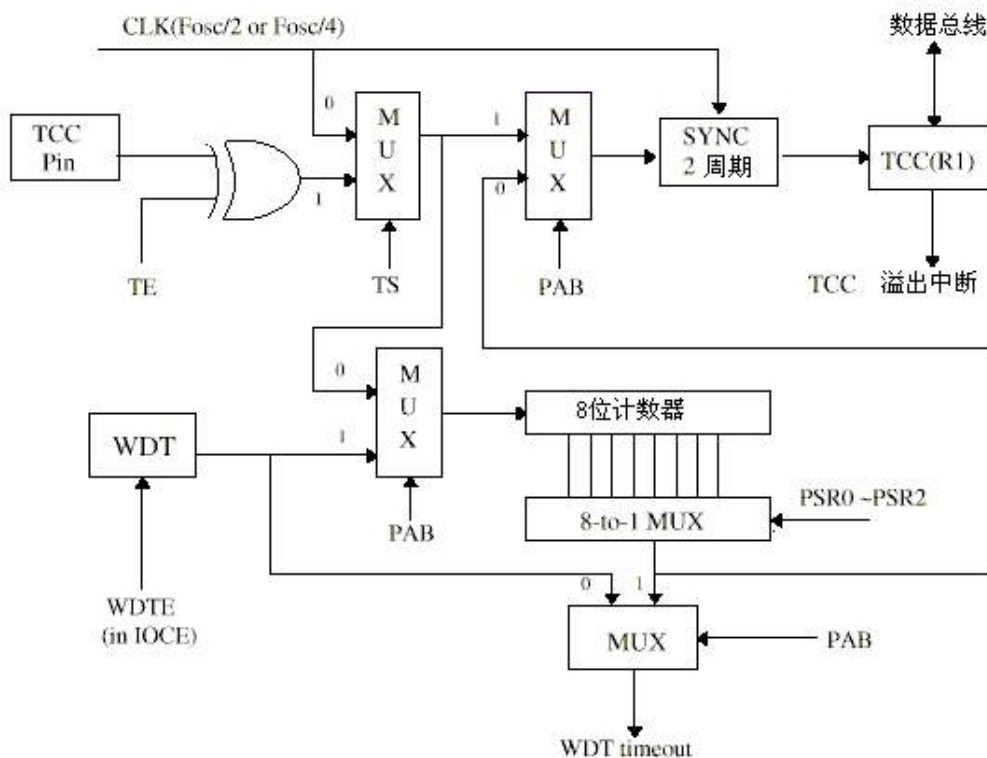 CLK(Fosc/2 or Fosc/4)
数据总线
TCC
Pin
0
1
M
U
X
1
0
M
U
X
SYNC
2 周期
TCC(R1)
TE
TS
PAB
TCC 溢出中断
0
1
M
U
X
8位计数器
WDT
PAB
8-to-1 MUX
PSR0 ~PSR2
WDTE
(in IOCE)
0
1
MUX
PAB
WDT timeout